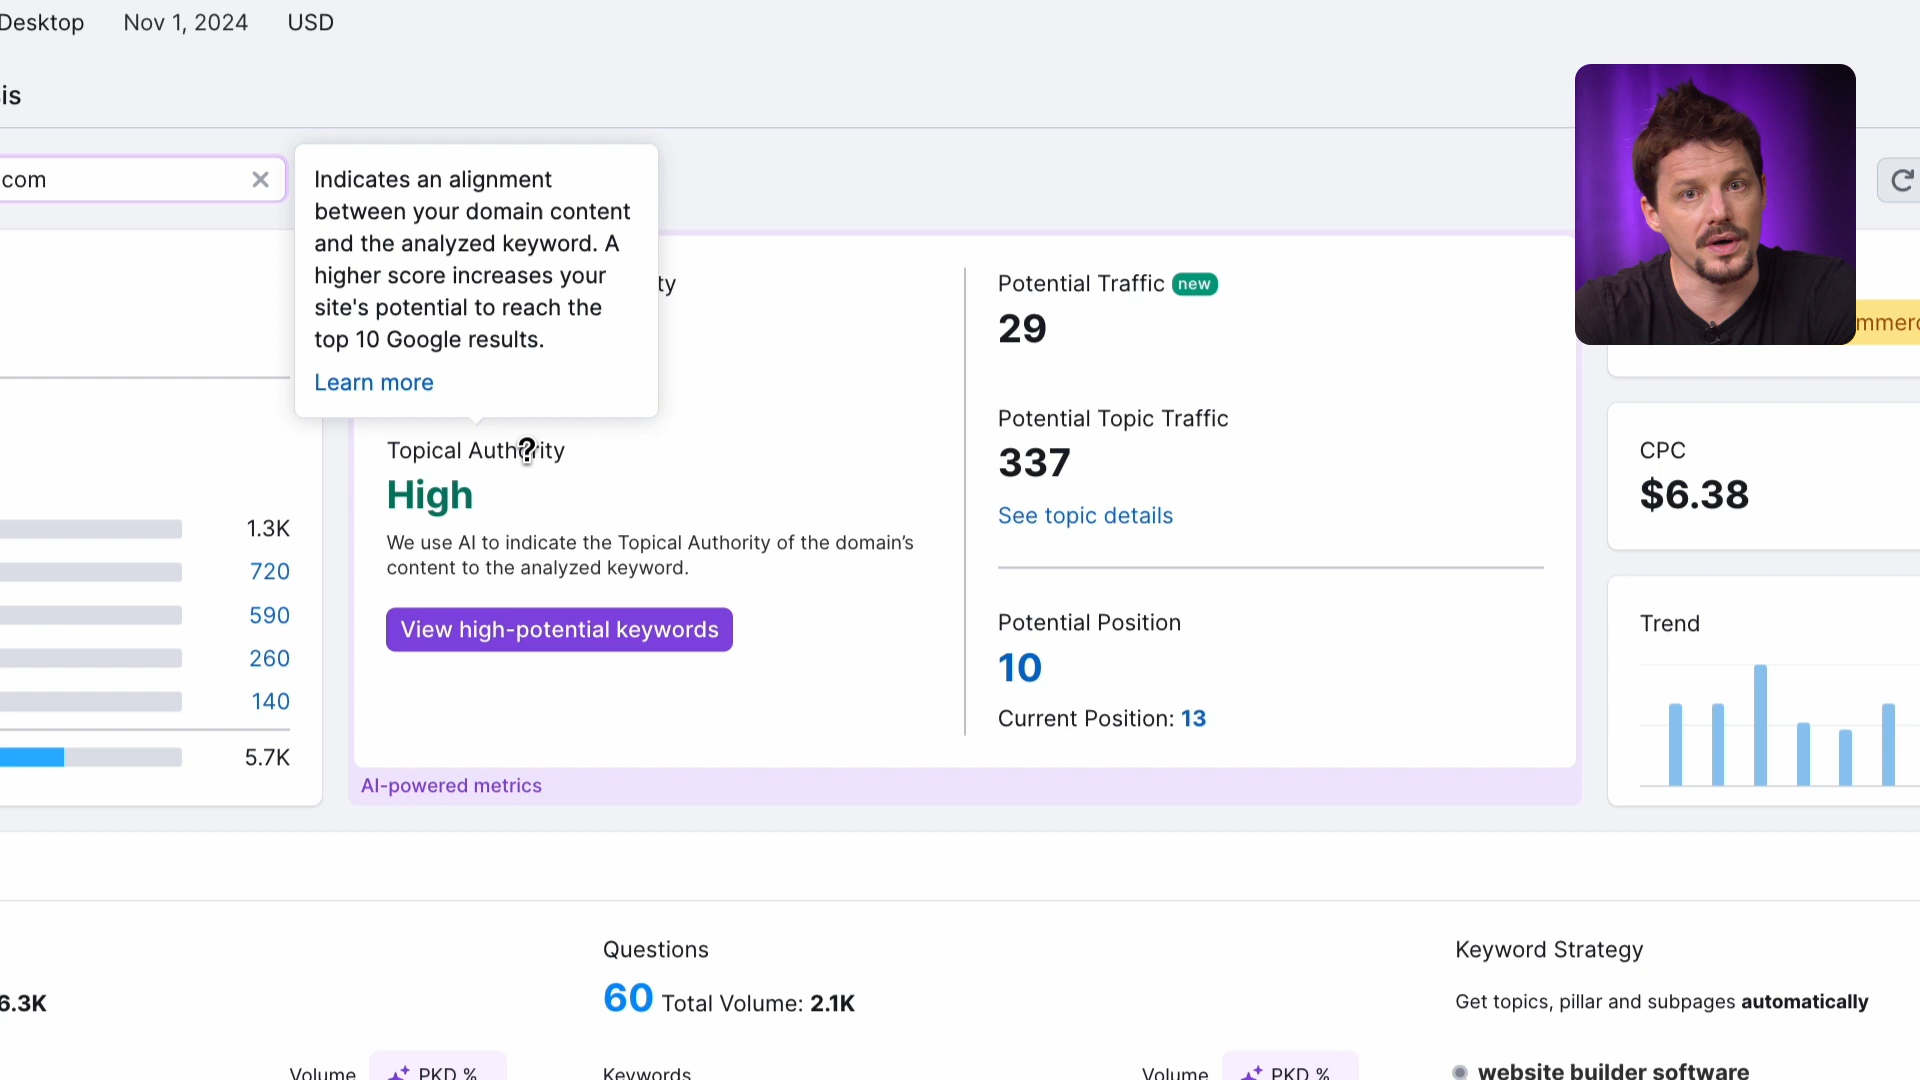 Desktop Nov 1, 2024 USD
is
com
Indicates an alignment
between your domain content
and the analyzed keyword. A
higher score increases your
site's potential to reach the
top 10 Google results.
Learn more
ty
Topical Authority
High
We use AI to indicate the Topical Authority of the domain’s
content to the analyzed keyword.
View high-potential keywords
1.3K
720
590
260
140
5.7K
Potential Traffic new
29
Potential Topic Traffic
337
See topic details
Potential Position
10
Current Position: 13
AI-powered metrics
mmerc
CPC
$6.38
Trend
6.3K
Volume PKD %
Questions
60 Total Volume: 2.1K
Keywords Volume PKD %
Keyword Strategy
Get topics, pillar and subpages automatically
website builder software